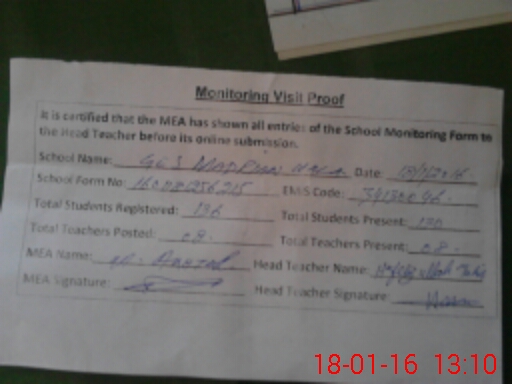 Monitoring Visit Proof
It is certified that the MEA has shown all entries of the School Monitoring Form to
the Head Teacher before its online submission.
School Name: GES Date:
School Form No: EMIS Code:
Total Students Registered: 136 Total Students Present:
Total Teachers Posted: 08. Total Teachers Present: 08.
MEA Name: Head Teacher Name:
MEA Signature: Head Teacher Signature:
18-01-16 13:10